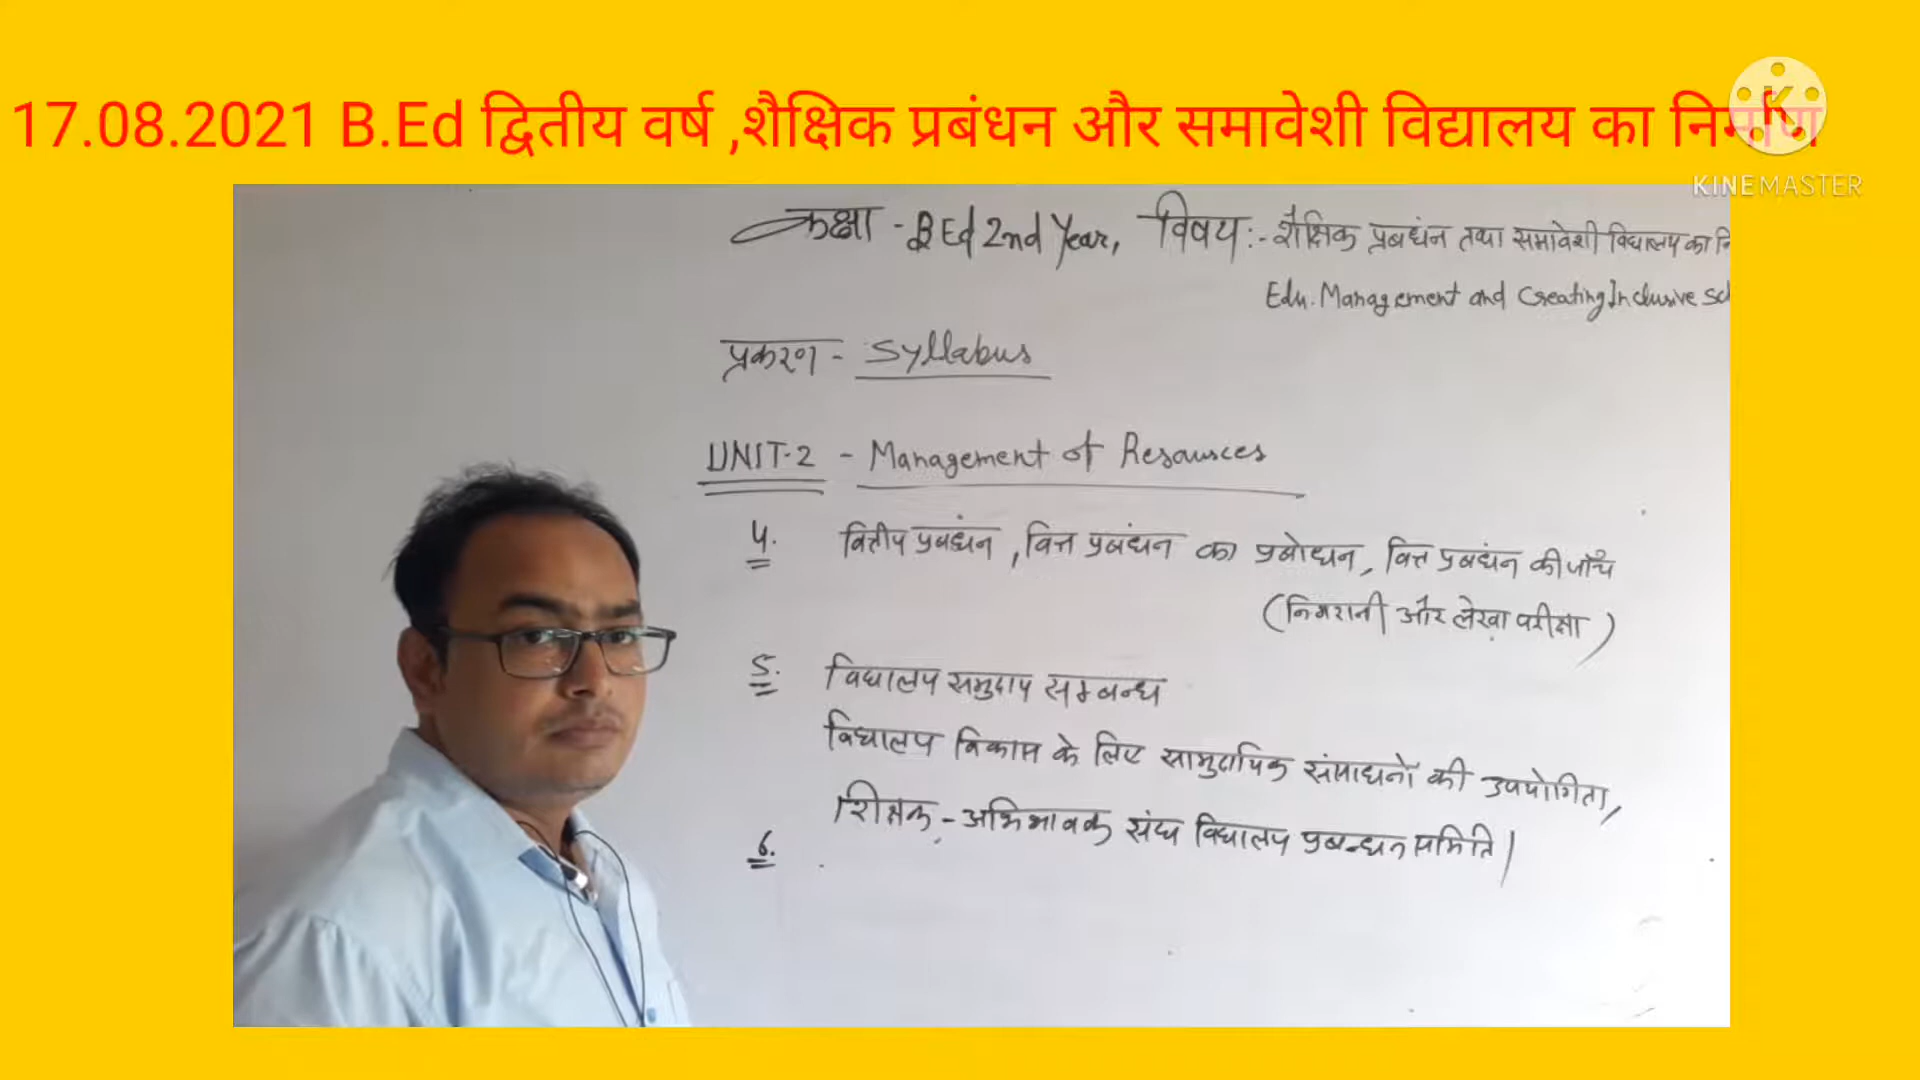 17.08.2021 B.Ed द्वितीय वर्ष ,शैक्षिक प्रबंधन और समावेशी विद्यालय का निर्माण
KINEMASTER
कक्षा - B Ed 2nd Year, विषय :- शैक्षिक प्रबंधन तथा समावेशी विद्यालय का नि
Edu. Management and Creating Inclusive Sch
प्रकरण - Syllabus
UNIT-2 - Management of Resources
4. वित्तीय प्रबंधन, वित्त प्रबंधन का प्रबोधन, वित्त प्रबंधन की जाँच
(निगरानी और लेखा परीक्षा)
5. विद्यालय समुदाय सम्बन्ध
विद्यालय विकास के लिए सामुदायिक संसाधनों की उपयोगिता,
6. शिक्षक - अभिभावक संघ विद्यालय प्रबन्धन समिति।